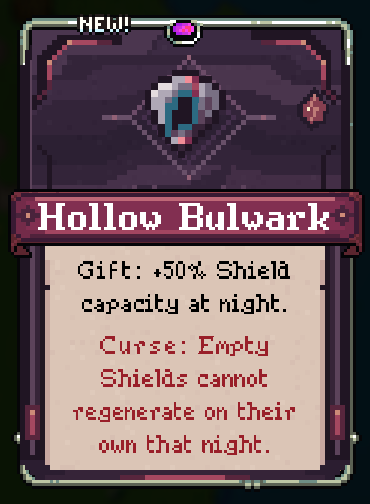 NEW!
Hollow Bulwark
Gift: +50% Shield
capacity at night.
Curse: Empty
Shields cannot
regenerate on their
own that night.